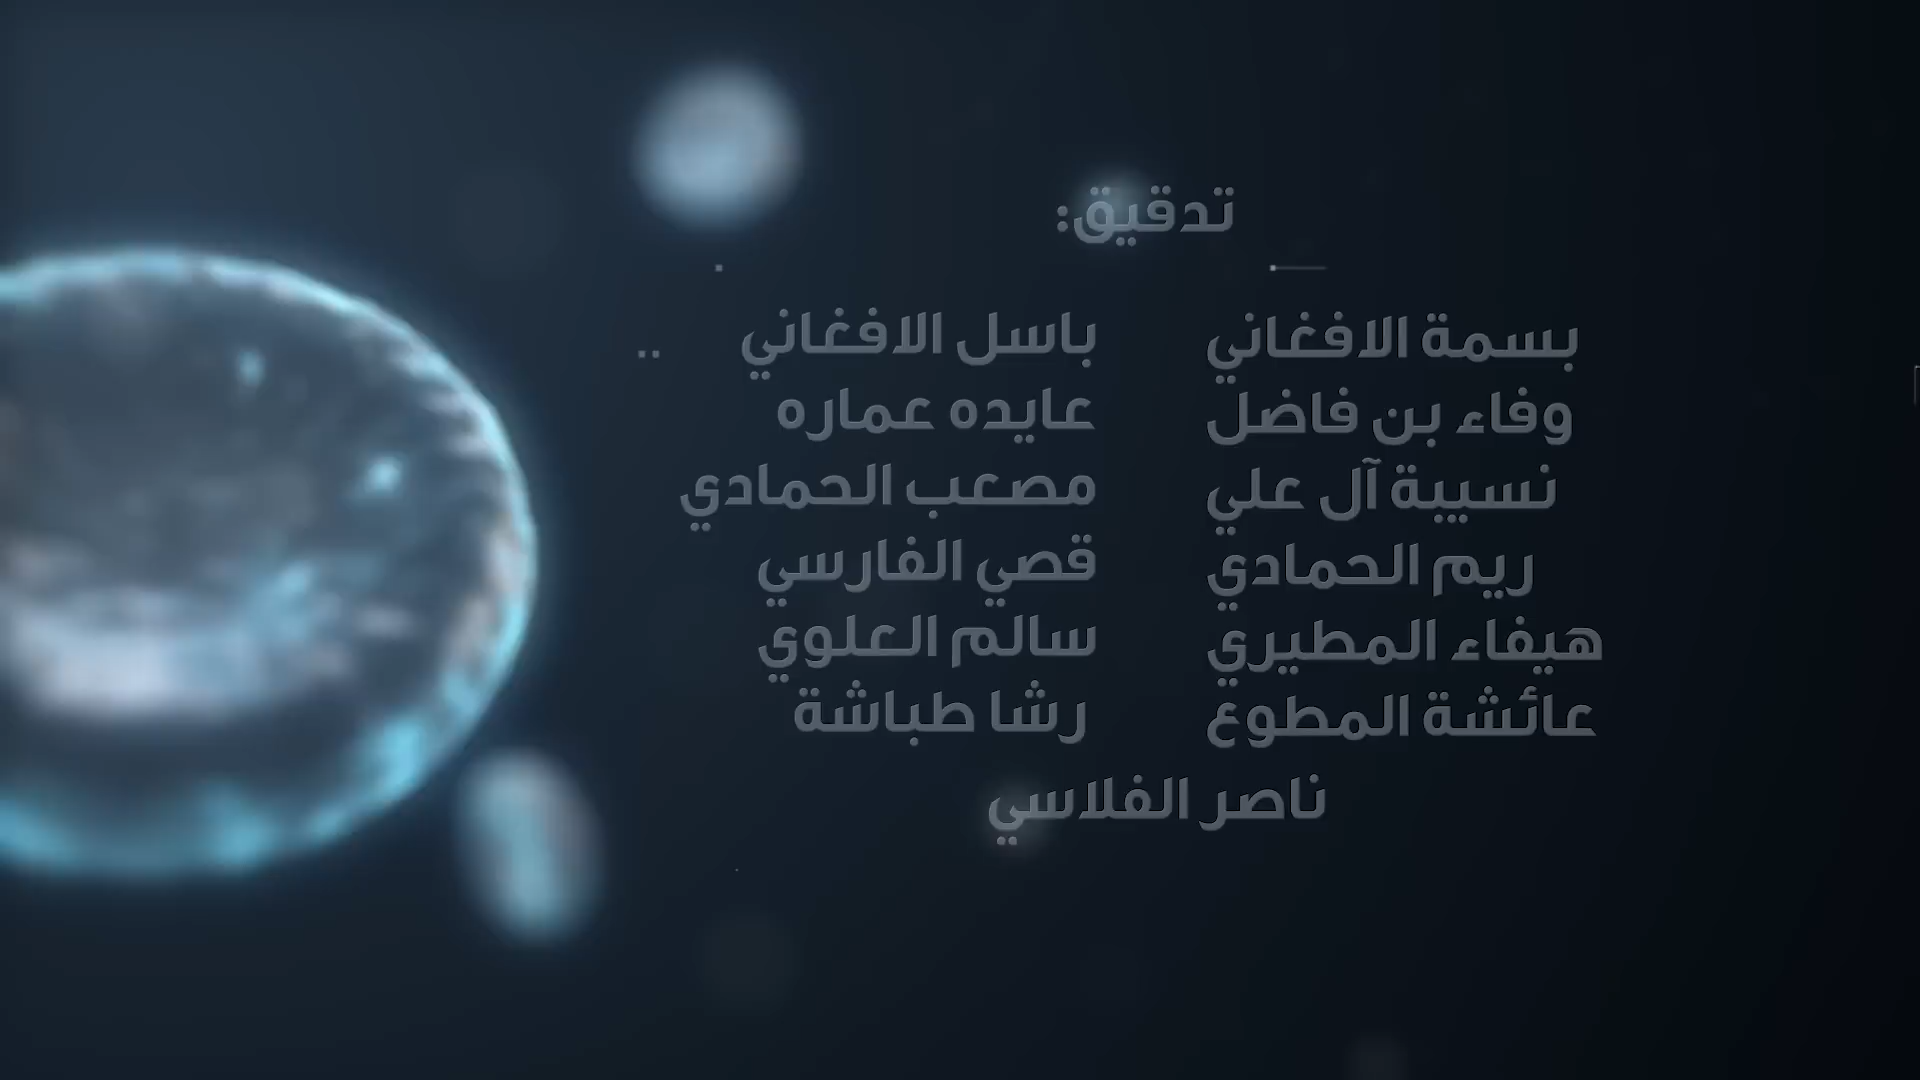 تدقيق:
بسمة الافغاني
وفاء بن فاضل
نسيبة آل علي
ريم الحمادي
هيفاء المطيري
عائشة المطوع
باسل الافغاني
عايده عماره
مصعب الحمادي
قصي الفارسي
سالم العلوي
رشا طباشة
ناصر الفلاسي